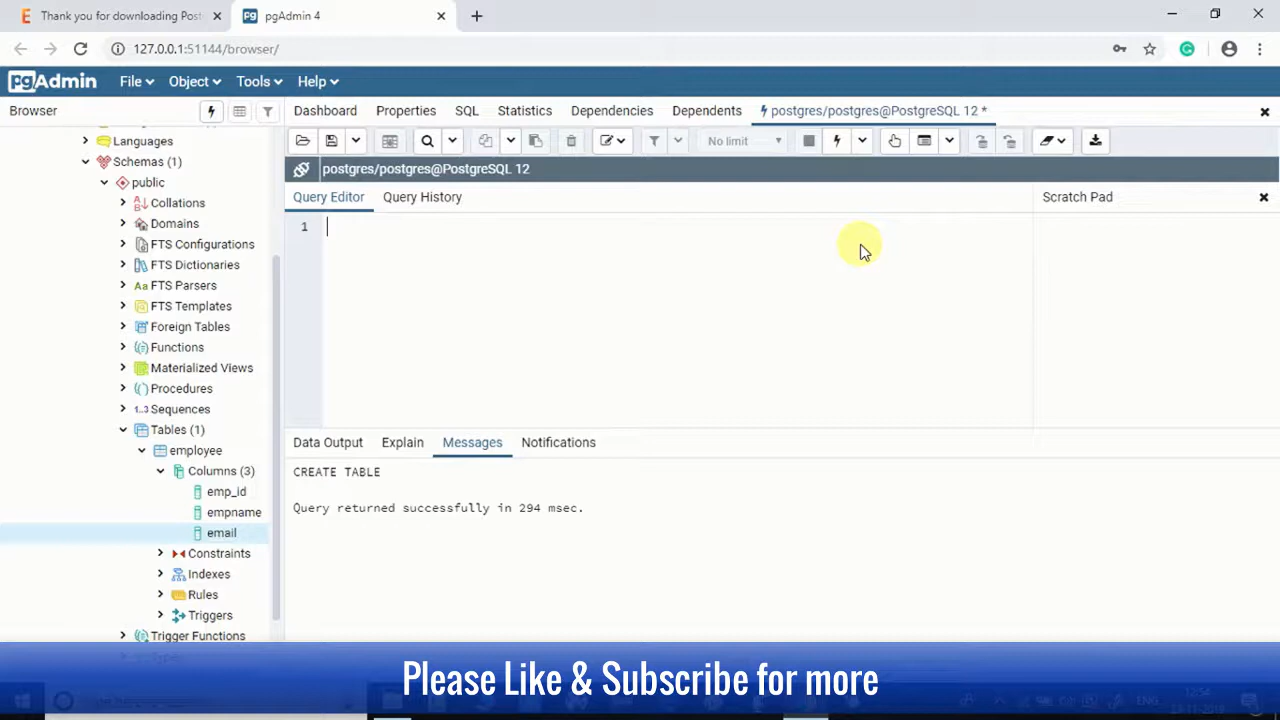 Thank you for downloading Post
pgAdmin 4
127.0.0.1:51144/browser/
pgAdmin
File
Object
Tools
Help
Browser
Dashboard
Properties
SQL
Statistics
Dependencies
Dependents
postgres/postgres@PostgreSQL 12 *
No limit
postgres/postgres@PostgreSQL 12
Query Editor
Query History
Scratch Pad
1
Languages
Schemas (1)
public
Collations
Domains
FTS Configurations
FTS Dictionaries
FTS Parsers
FTS Templates
Foreign Tables
Functions
Materialized Views
Procedures
1..3 Sequences
Tables (1)
employee
Columns (3)
emp_id
empname
email
Constraints
Indexes
Rules
Triggers
Trigger Functions
Data Output
Explain
Messages
Notifications
CREATE TABLE
Query returned successfully in 294 msec.
Please Like & Subscribe for more
ENG
12:54